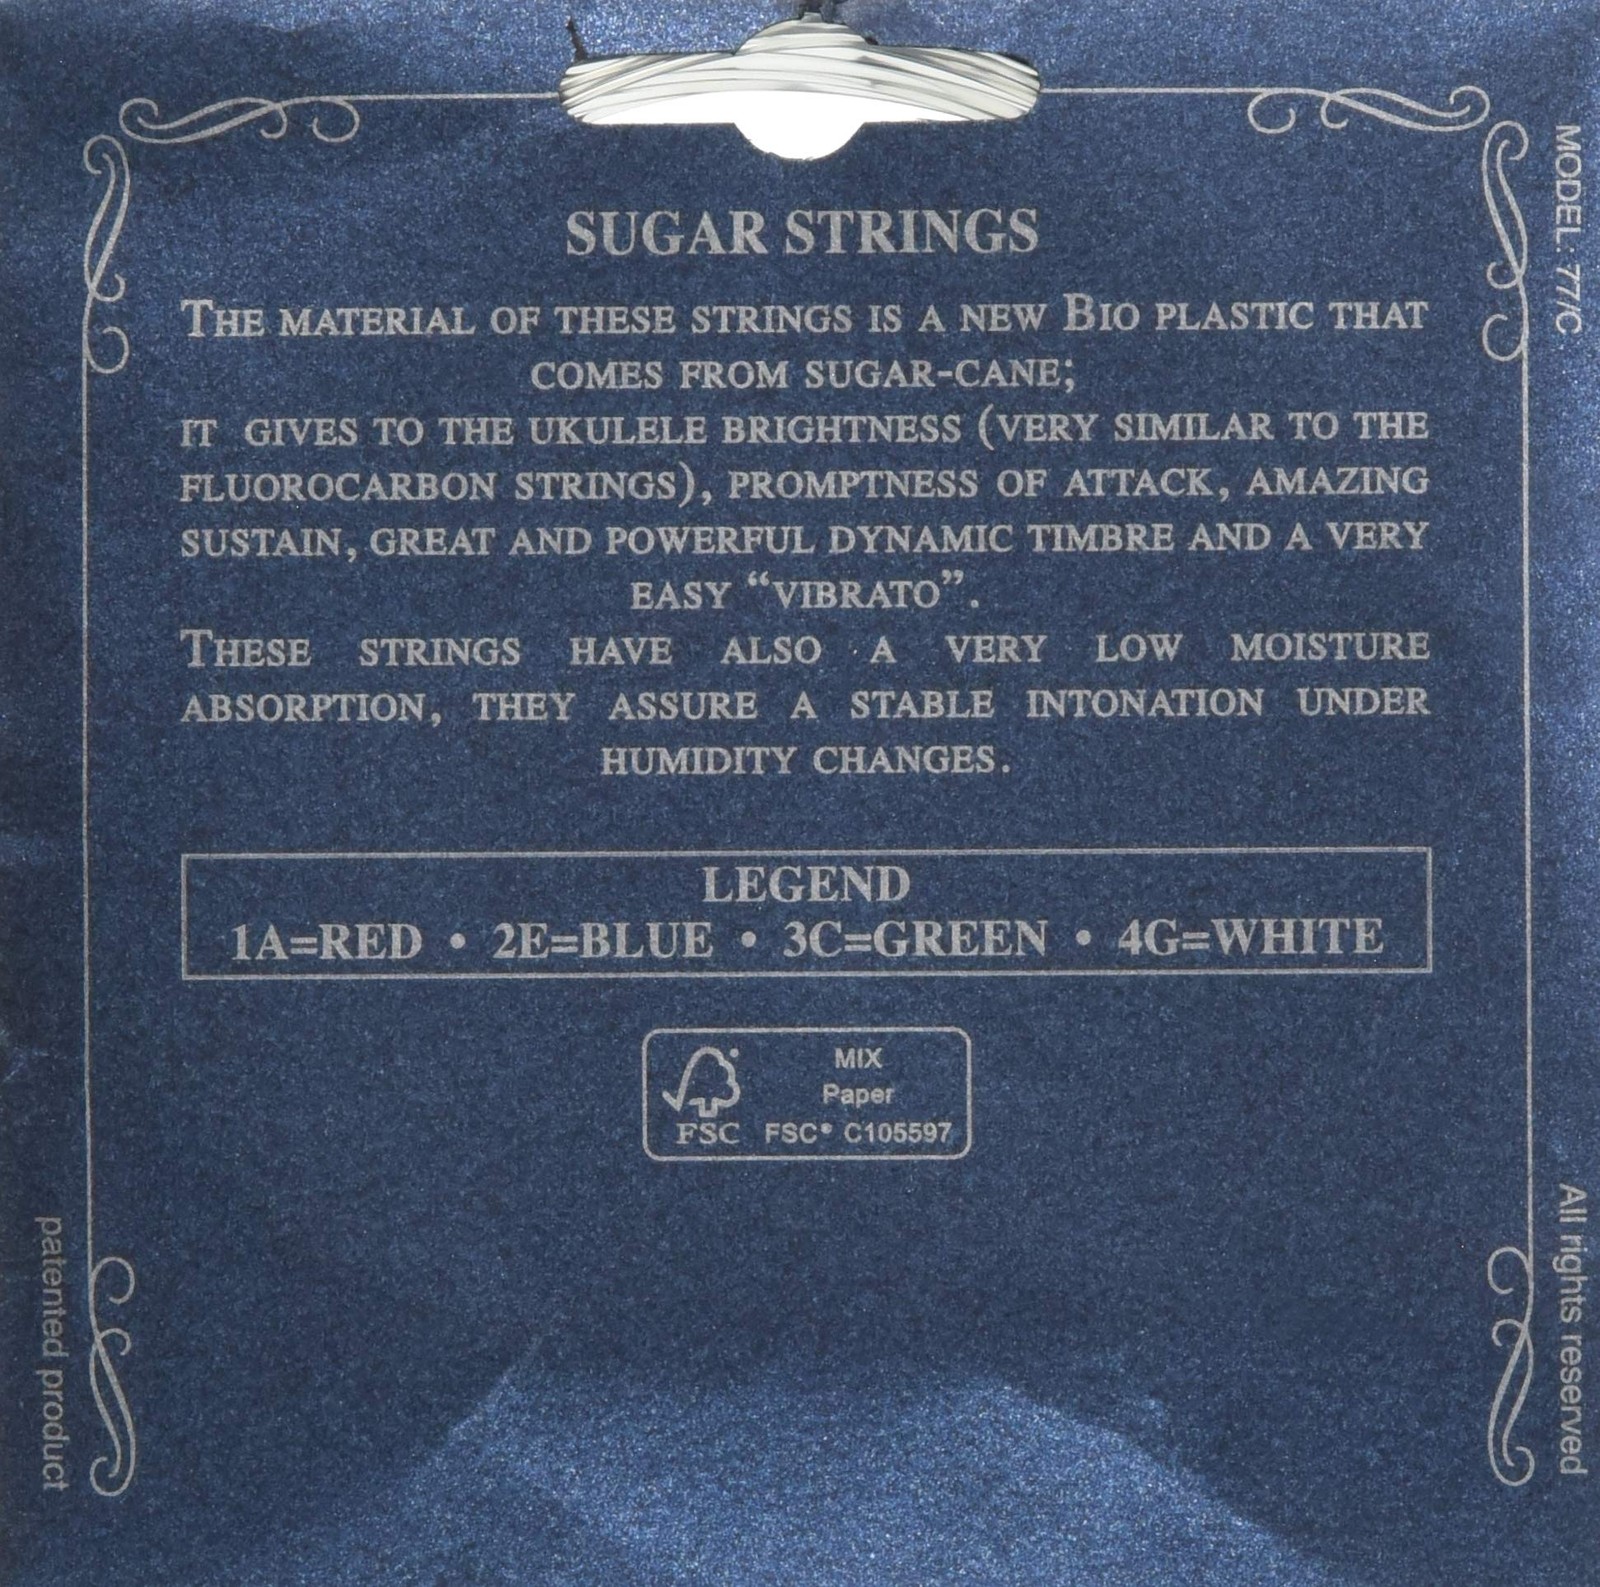 SUGAR STRINGS
THE MATERIAL OF THESE STRINGS IS A NEW BIO PLASTIC THAT
COMES FROM SUGAR-CANE;
IT GIVES TO THE UKULELE BRIGHTNESS (VERY SIMILAR TO THE
FLUOROCARBON STRINGS), PROMPTNESS OF ATTACK, AMAZING
SUSTAIN, GREAT AND POWERFUL DYNAMIC TIMBRE AND A VERY
EASY “VIBRATO”.
THESE STRINGS HAVE ALSO A VERY LOW MOISTURE
ABSORPTION, THEY ASSURE A STABLE INTONATION UNDER
HUMIDITY CHANGES.
LEGEND
1A=RED • 2E=BLUE • 3C=GREEN • 4G=WHITE
MIX
Paper
FSC FSC® C105597
MODEL: 77/C
All rights reserved
patented product